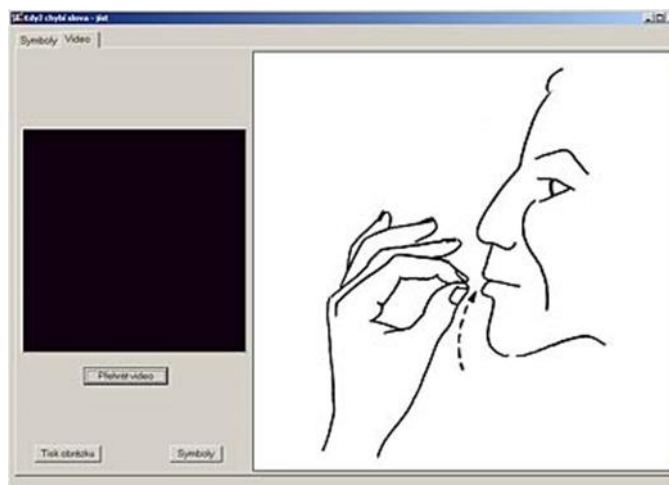 Když chybí slova - jíst
Symboly Video
Přehrát video
Tisk obrázku Symboly